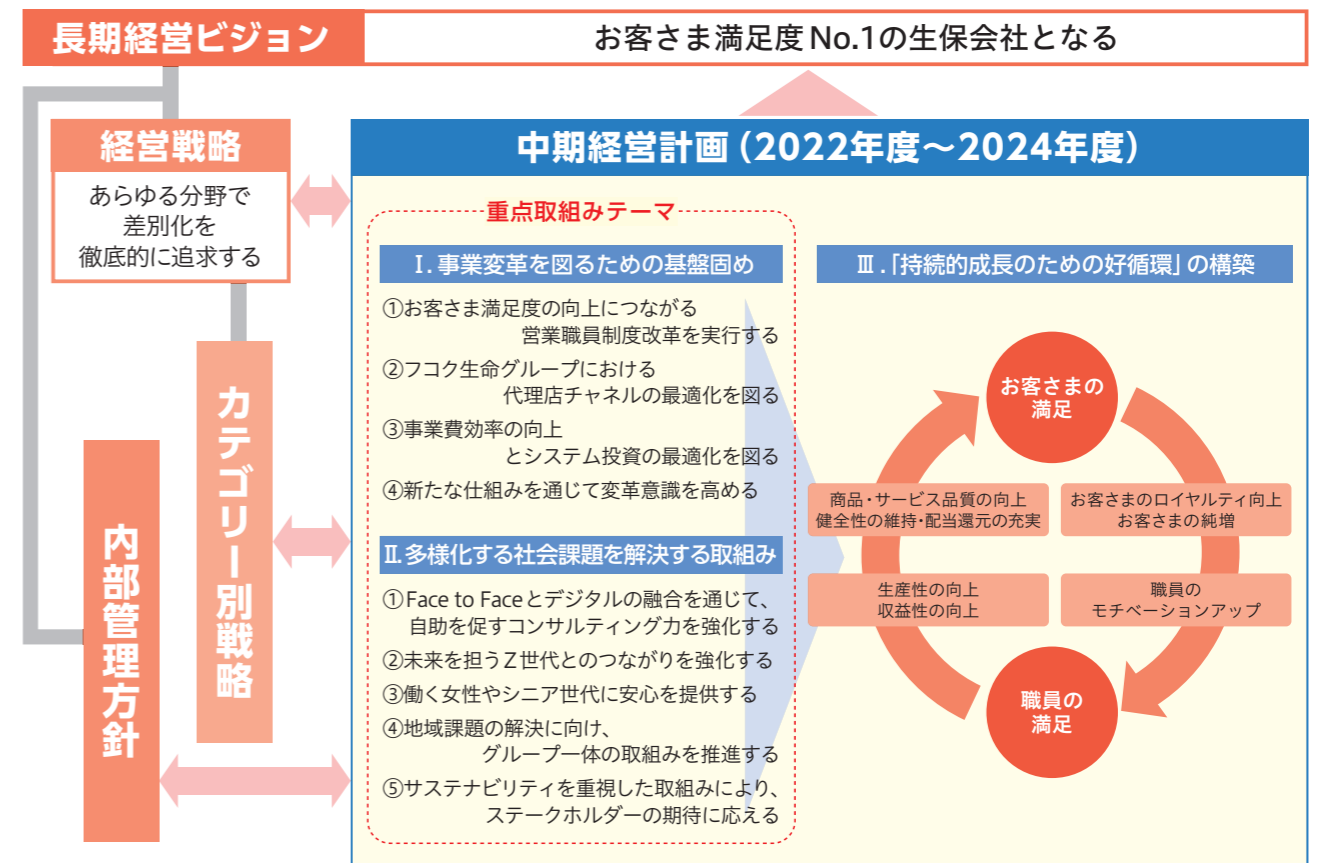 長期経営ビジョン
お客さま満足度No.1の生保会社となる
経営戦略
あらゆる分野で
差別化を
徹底的に追求する
カテゴリー別戦略
内部管理方針
中期経営計画(2022年度~2024年度)
重点取組みテーマ
Ⅰ.事業変革を図るための基盤固め
①お客さま満足度の向上につながる
営業職員制度改革を実行する
②フコク生命グループにおける
代理店チャネルの最適化を図る
③事業費効率の向上
とシステム投資の最適化を図る
④新たな仕組みを通じて変革意識を高める
Ⅱ.多様化する社会課題を解決する取組み
①Face to Faceとデジタルの融合を通じて、
自助を促すコンサルティング力を強化する
②未来を担うZ世代とのつながりを強化する
③働く女性やシニア世代に安心を提供する
④地域課題の解決に向け、
グループ一体の取組みを推進する
⑤サステナビリティを重視した取組みにより、
ステークホルダーの期待に応える
Ⅲ.「持続的成長のための好循環」の構築
お客さまの
満足
商品・サービス品質の向上
健全性の維持・配当還元の充実
お客さまのロイヤルティ向上
お客さまの純増
生産性の向上
収益性の向上
職員の
モチベーションアップ
職員の
満足